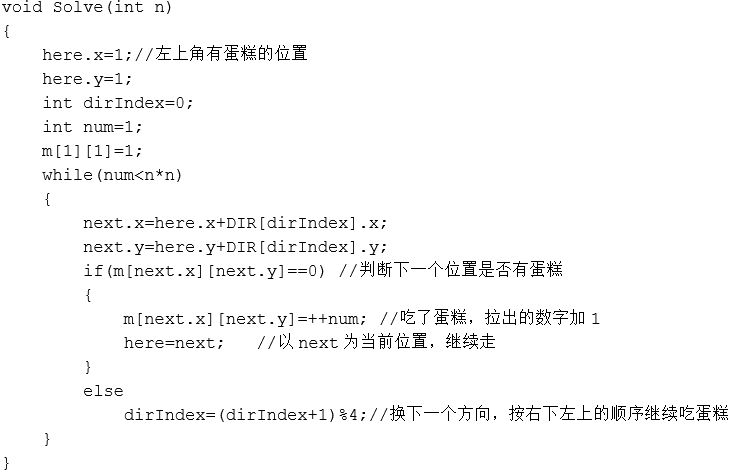 void Solve(int n)
{
    here.x=1;//左上角有蛋糕的位置
    here.y=1;
    int dirIndex=0;
    int num=1;
    m[1][1]=1;
    while(num<n*n)
    {
        next.x=here.x+DIR[dirIndex].x;
        next.y=here.y+DIR[dirIndex].y;
        if(m[next.x][next.y]==0) //判断下一个位置是否有蛋糕
        {
            m[next.x][next.y]=++num; //吃了蛋糕，拉出的数字加 1
            here=next;   //以 next 为当前位置，继续走
        }
        else
            dirIndex=(dirIndex+1)%4;//换下一个方向，按右下左上的顺序继续吃蛋糕
    }
}